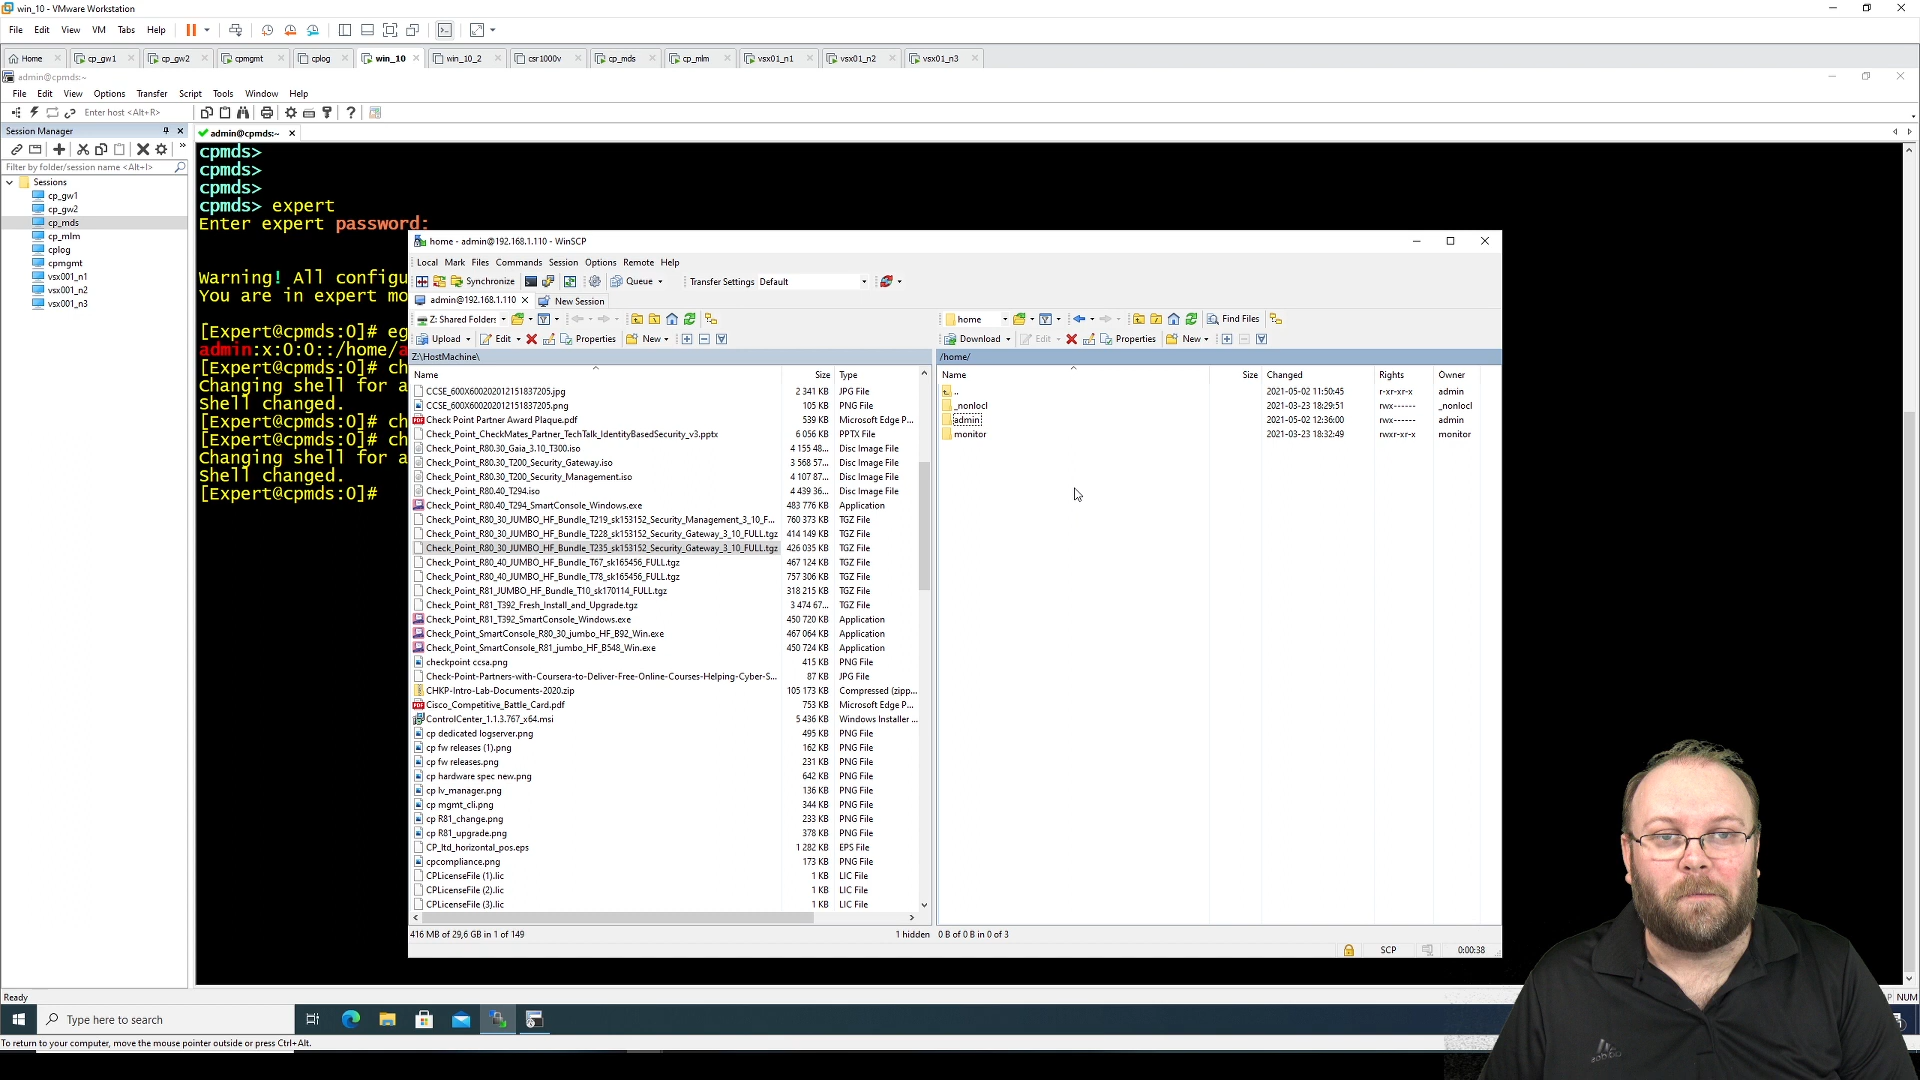 win_10 - VMware Workstation
File Edit View VM Tabs Help
Home cp_gw1 cp_gw2 cpmgmt cplog win_10 win_10_2 csr1000v cp_mds cp_mlm vsx01_n1 vsx01_n2 vsx01_n3
admin@cpmds:~
File Edit View Options Transfer Script Tools Window Help
Enter host <Alt+R>
Session Manager
admin@cpmds:~
Filter by folder/session name <Alt+I>
Sessions
cp_gw1
cp_gw2
cp_mds
cp_mlm
cplog
cpmgmt
vsx001_n1
vsx001_n2
vsx001_n3
cpmds>
cpmds>
cpmds>
cpmds> expert
Enter expert password:
Warning! All configu
You are in expert mo
[Expert@cpmds:0]# eg
admin:x:0:0::/home/a
[Expert@cpmds:0]# ch
Changing shell for a
Shell changed.
[Expert@cpmds:0]# ch
[Expert@cpmds:0]# ch
Changing shell for a
Shell changed.
[Expert@cpmds:0]#
home - admin@192.168.1.110 - WinSCP
Local Mark Files Commands Session Options Remote Help
Synchronize Queue Transfer Settings Default
admin@192.168.1.110 New Session
Z: Shared Folders
Upload Edit Properties New
Z:\HostMachine\
Name Size Type
CCSE_600X600202012151837205.jpg 2 341 KB JPG File
CCSE_600X600202012151837205.png 105 KB PNG File
Check Point Partner Award Plaque.pdf 539 KB Microsoft Edge P...
Check_Point_CheckMates_Partner_TechTalk_IdentityBasedSecurity_v3.pptx 6 056 KB PPTX File
Check_Point_R80.30_Gaia_3.10_T300.iso 4 155 48... Disc Image File
Check_Point_R80.30_T200_Security_Gateway.iso 3 568 57... Disc Image File
Check_Point_R80.30_T200_Security_Management.iso 4 107 87... Disc Image File
Check_Point_R80.40_T294.iso 4 439 36... Disc Image File
Check_Point_R80.40_T294_SmartConsole_Windows.exe 483 776 KB Application
Check_Point_R80_30_JUMBO_HF_Bundle_T219_sk153152_Security_Management_3_10_F... 760 373 KB TGZ File
Check_Point_R80_30_JUMBO_HF_Bundle_T228_sk153152_Security_Gateway_3_10_FULL.tgz 414 149 KB TGZ File
Check_Point_R80_30_JUMBO_HF_Bundle_T235_sk153152_Security_Gateway_3_10_FULL.tgz 426 035 KB TGZ File
Check_Point_R80_40_JUMBO_HF_Bundle_T67_sk165456_FULL.tgz 467 124 KB TGZ File
Check_Point_R80_40_JUMBO_HF_Bundle_T78_sk165456_FULL.tgz 757 306 KB TGZ File
Check_Point_R81_JUMBO_HF_Bundle_T10_sk170114_FULL.tgz 318 215 KB TGZ File
Check_Point_R81_T392_Fresh_Install_and_Upgrade.tgz 3 474 67... TGZ File
Check_Point_R81_T392_SmartConsole_Windows.exe 450 720 KB Application
Check_Point_SmartConsole_R80_30_jumbo_HF_B92_Win.exe 467 064 KB Application
Check_Point_SmartConsole_R81_jumbo_HF_B548_Win.exe 450 724 KB Application
checkpoint ccsa.png 415 KB PNG File
Check-Point-Partners-with-Coursera-to-Deliver-Free-Online-Courses-Helping-Cyber-S... 87 KB JPG File
CHKP-Intro-Lab-Documents-2020.zip 105 173 KB Compressed (zipp...
Cisco_Competitive_Battle_Card.pdf 753 KB Microsoft Edge P...
ControlCenter_1.1.3.767_x64.msi 5 436 KB Windows Installer ...
cp dedicated logserver.png 495 KB PNG File
cp fw releases (1).png 162 KB PNG File
cp fw releases.png 231 KB PNG File
cp hardware spec new.png 642 KB PNG File
cp lv_manager.png 136 KB PNG File
cp mgmt_cli.png 344 KB PNG File
cp R81_change.png 233 KB PNG File
cp R81_upgrade.png 378 KB PNG File
CP_ltd_horizontal_pos.eps 1 282 KB EPS File
cpcompliance.png 173 KB PNG File
CPLicenseFile (1).lic 1 KB LIC File
CPLicenseFile (2).lic 1 KB LIC File
CPLicenseFile (3).lic 1 KB LIC File
416 MB of 29,6 GB in 1 of 149 1 hidden
home Find Files
Download Edit Properties New
/home/
Name Size Changed Rights Owner
.. 2021-05-02 11:50:45 r-xr-xr-x admin
_nonlocl 2021-03-23 18:29:51 rwx------ _nonlocl
admin 2021-05-02 12:36:00 rwx------ admin
monitor 2021-03-23 18:32:49 rwxr-xr-x monitor
0 B of 0 B in 0 of 3
SCP 0:00:38
Ready
NUM
Type here to search
To return to your computer, move the mouse pointer outside or press Ctrl+Alt.
adidas